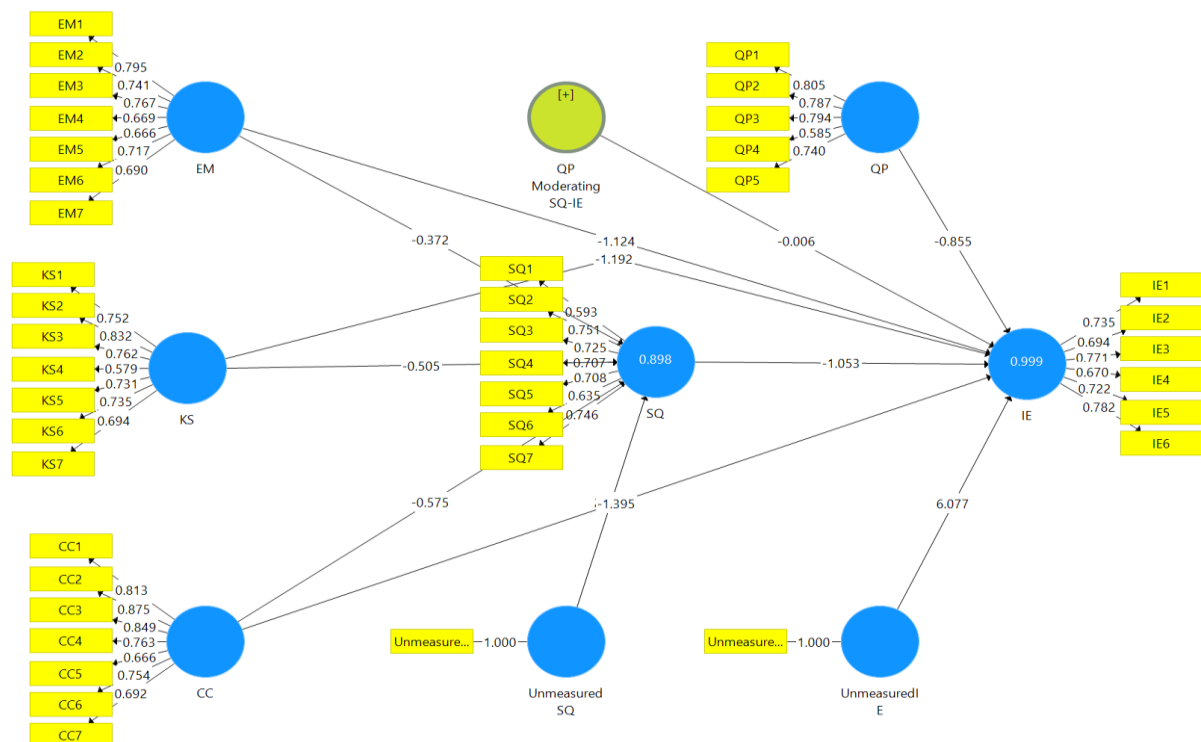 EM1
EM2
EM3
EM4
EM5
EM6
EM7
0.795
0.741
0.767
0.669
0.666
0.717
0.690
EM
[+]
QP
Moderating
SQ-IE
QP1
QP2
QP3
QP4
QP5
0.805
0.787
0.794
0.585
0.740
QP
-0.372
-1.124
-1.192
-0.006
-0.855
KS1
KS2
KS3
KS4
KS5
KS6
KS7
0.752
0.832
0.762
0.579
0.731
0.735
0.694
KS
-0.505
SQ1
SQ2
SQ3
SQ4
SQ5
SQ6
SQ7
0.593
0.751
0.725
0.707
0.708
0.635
0.746
0.898
SQ
-1.053
0.999
IE
0.735
0.694
0.771
0.670
0.722
0.782
IE1
IE2
IE3
IE4
IE5
IE6
-0.575
-1.395
6.077
CC1
CC2
CC3
CC4
CC5
CC6
CC7
0.813
0.875
0.849
0.763
0.666
0.754
0.692
CC
Unmeasure...
1.000
Unmeasured
SQ
Unmeasure...
1.000
UnmeasuredI
E